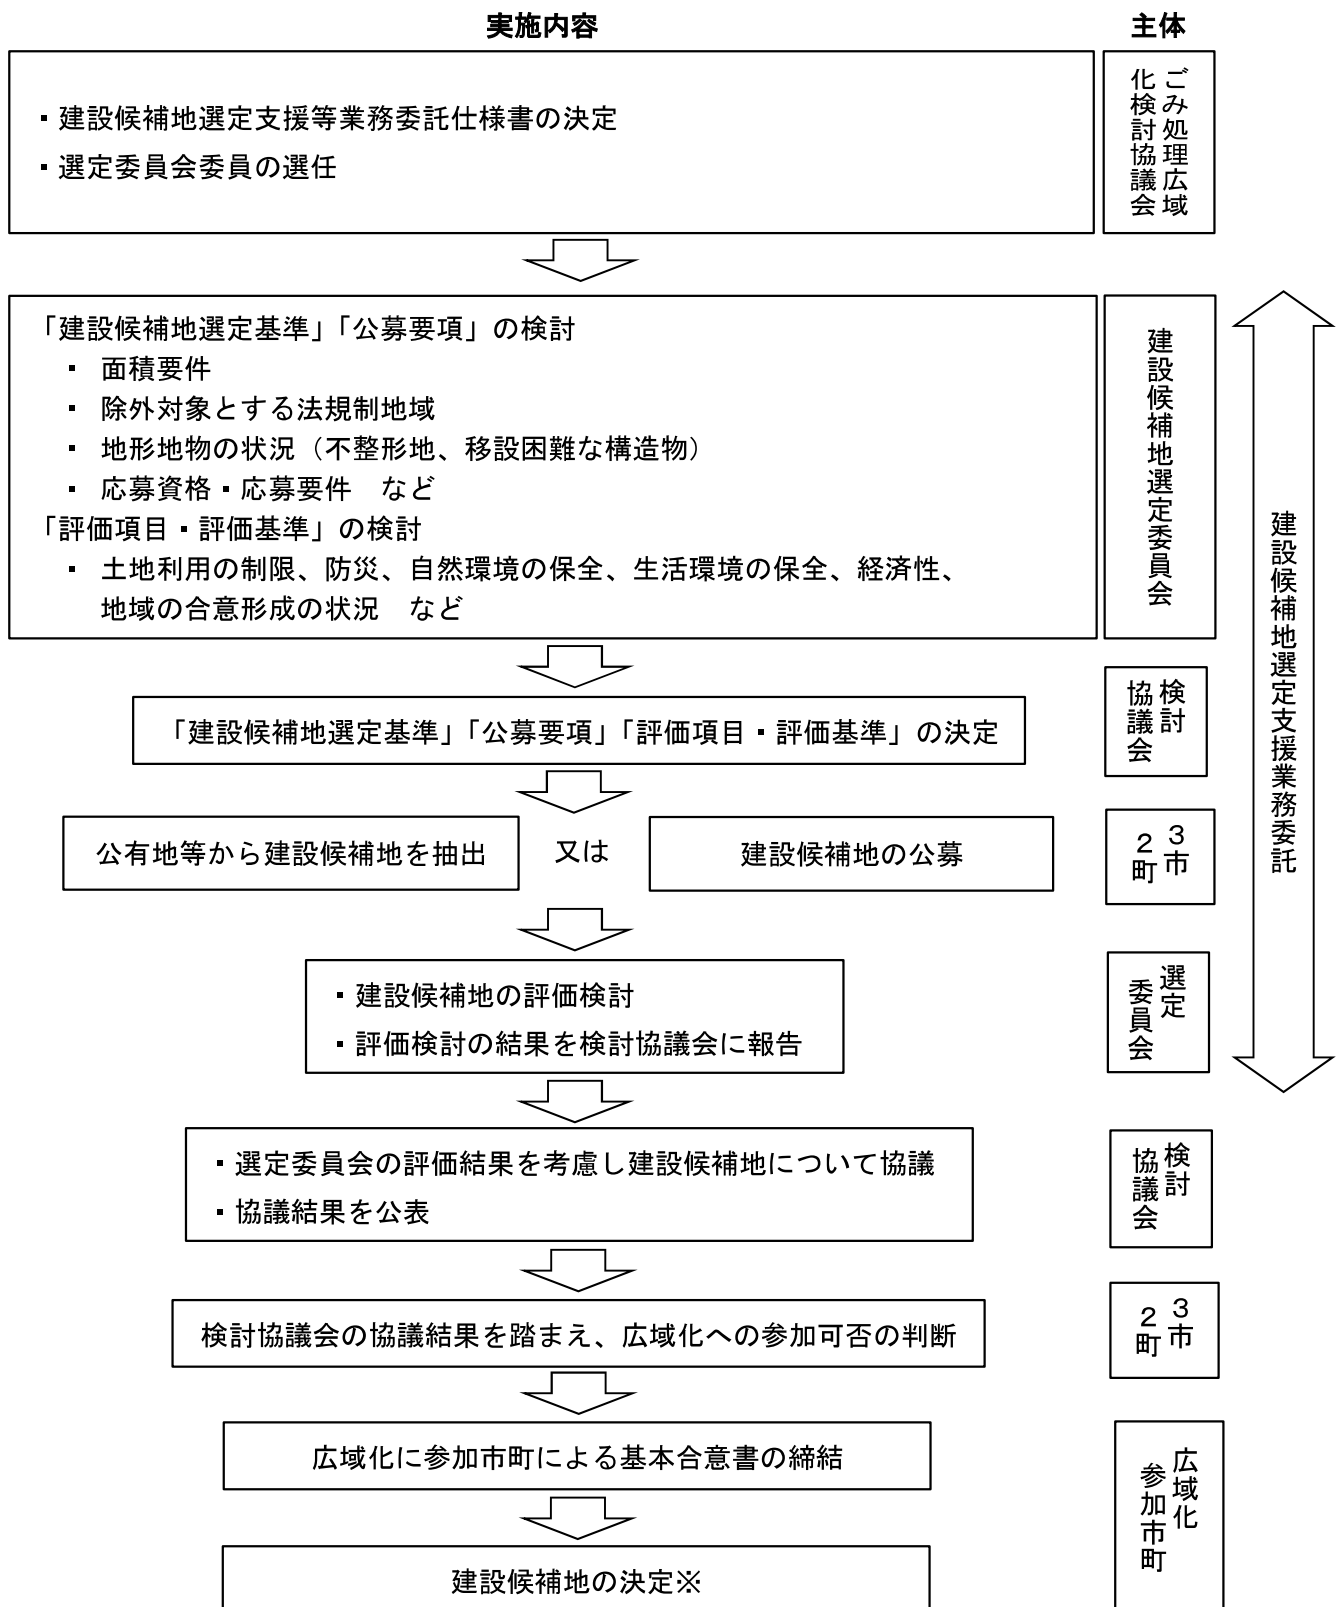 実施内容
主体
・建設候補地選定支援等業務委託仕様書の決定
・選定委員会委員の選任
ごみ処理広域
化検討協議会
「建設候補地選定基準」「公募要項」の検討
・ 面積要件
・ 除外対象とする法規制地域
・ 地形地物の状況（不整形地、移設困難な構造物）
・ 応募資格・応募要件　など
「評価項目・評価基準」の検討
・ 土地利用の制限、防災、自然環境の保全、生活環境の保全、経済性、
地域の合意形成の状況　など
建設候補地選定委員会
建設候補地選定支援業務委託
「建設候補地選定基準」「公募要項」「評価項目・評価基準」の決定
検討
協議会
公有地等から建設候補地を抽出
又は
建設候補地の公募
３市
２町
・建設候補地の評価検討
・評価検討の結果を検討協議会に報告
選定
委員会
・選定委員会の評価結果を考慮し建設候補地について協議
・協議結果を公表
検討
協議会
検討協議会の協議結果を踏まえ、広域化への参加可否の判断
３市
２町
広域化に参加市町による基本合意書の締結
広域化
参加市町
建設候補地の決定※